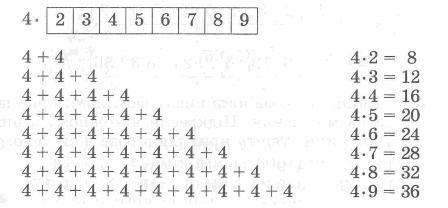 4 · 2 3 4 5 6 7 8 9
4 + 4 4·2 = 8
4 + 4 + 4 4·3 = 12
4 + 4 + 4 + 4 4·4 = 16
4 + 4 + 4 + 4 + 4 4·5 = 20
4 + 4 + 4 + 4 + 4 + 4 4·6 = 24
4 + 4 + 4 + 4 + 4 + 4 + 4 4·7 = 28
4 + 4 + 4 + 4 + 4 + 4 + 4 + 4 4·8 = 32
4 + 4 + 4 + 4 + 4 + 4 + 4 + 4 + 4 4·9 = 36